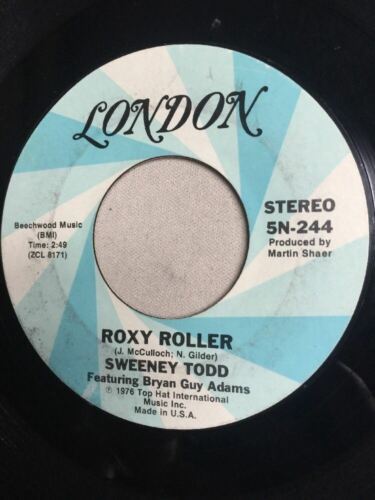 LONDON
Beechwood Music
(BMI)
Time: 2:49
(ZCL 8171)
STEREO
5N-244
Produced by
Martin Shaer
ROXY ROLLER
(J. McCulloch; N. Gilder)
SWEENEY TODD
Featuring Bryan Guy Adams
℗ 1976 Top Hat International
Music Inc.
Made in U.S.A.